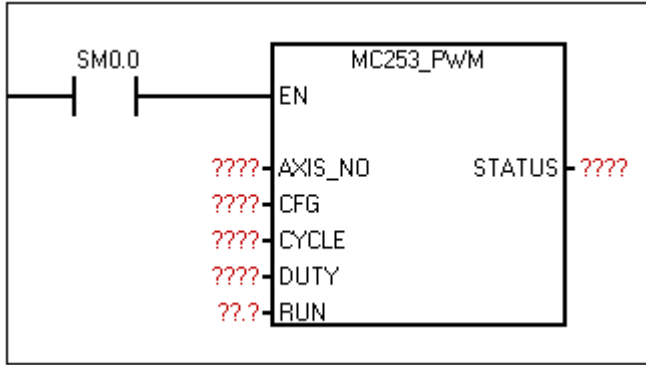 SM0.0
MC253_PWM
EN
???? AXIS_NO STATUS ????
???? CFG
???? CYCLE
???? DUTY
??.? RUN